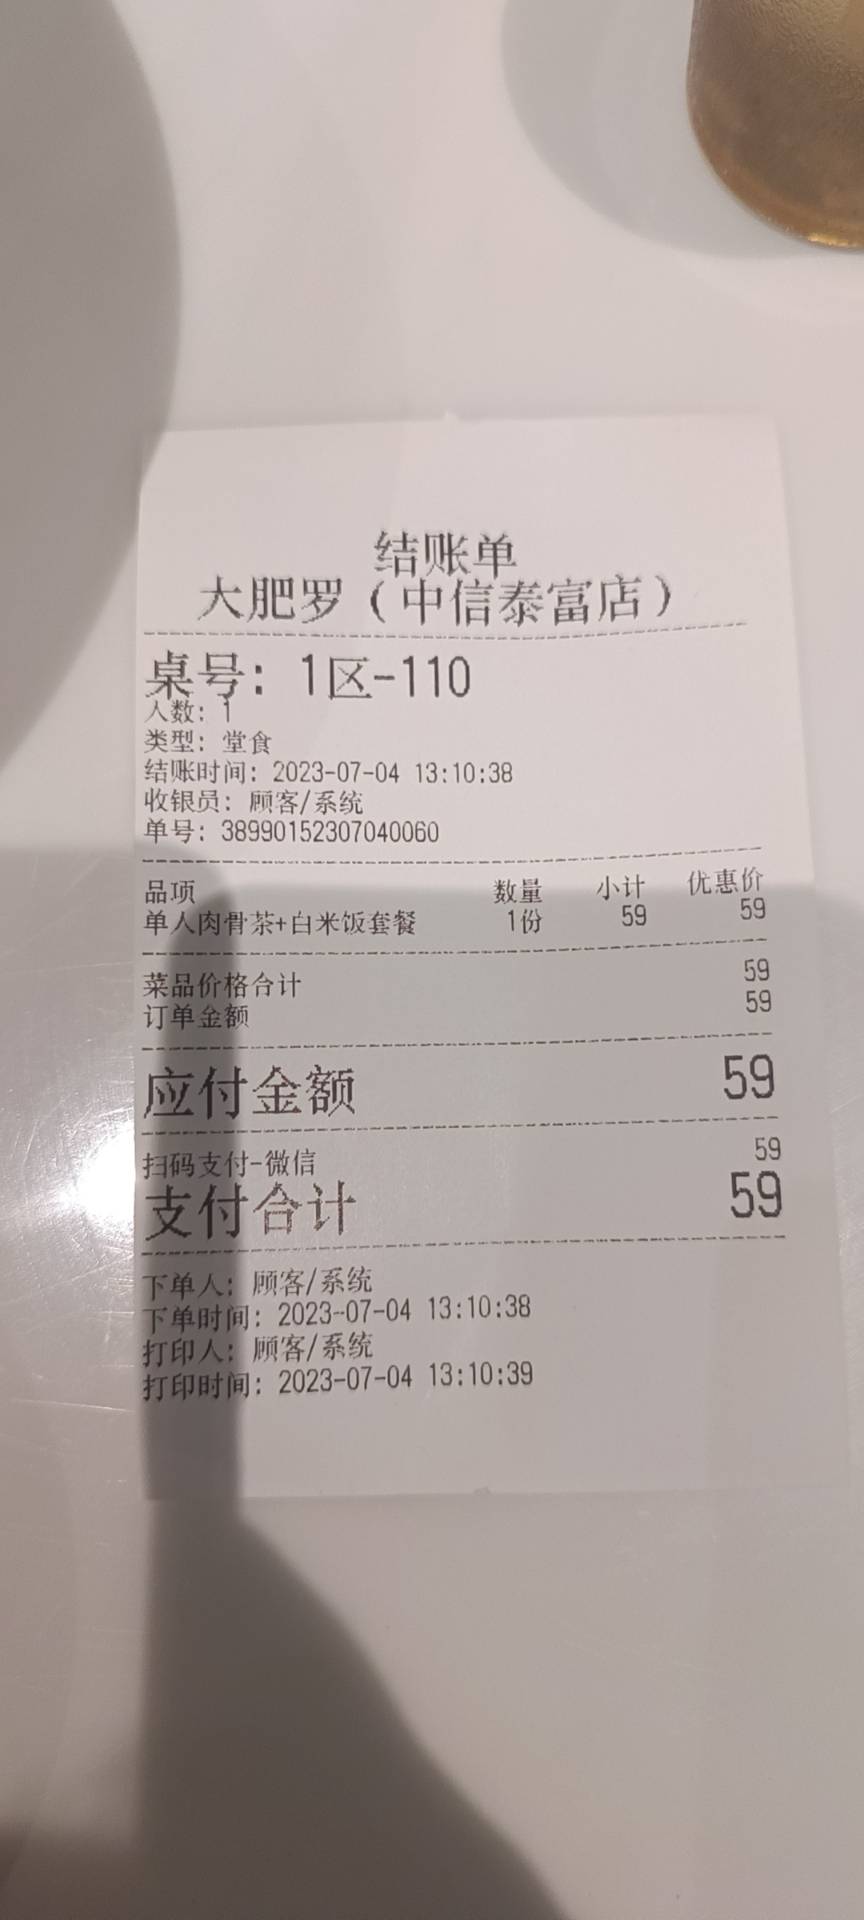 结账单
大肥罗（中信泰富店）
桌号: 1区-110
人数: 1
类型: 堂食
结账时间: 2023-07-04 13:10:38
收银员: 顾客/系统
单号: 38990152307040060
品项 数量 小计 优惠价
单人肉骨茶+白米饭套餐 1份 59 59
菜品价格合计 59
订单金额 59
应付金额 59
扫码支付-微信 59
支付合计 59
下单人: 顾客/系统
下单时间: 2023-07-04 13:10:38
打印人: 顾客/系统
打印时间: 2023-07-04 13:10:39